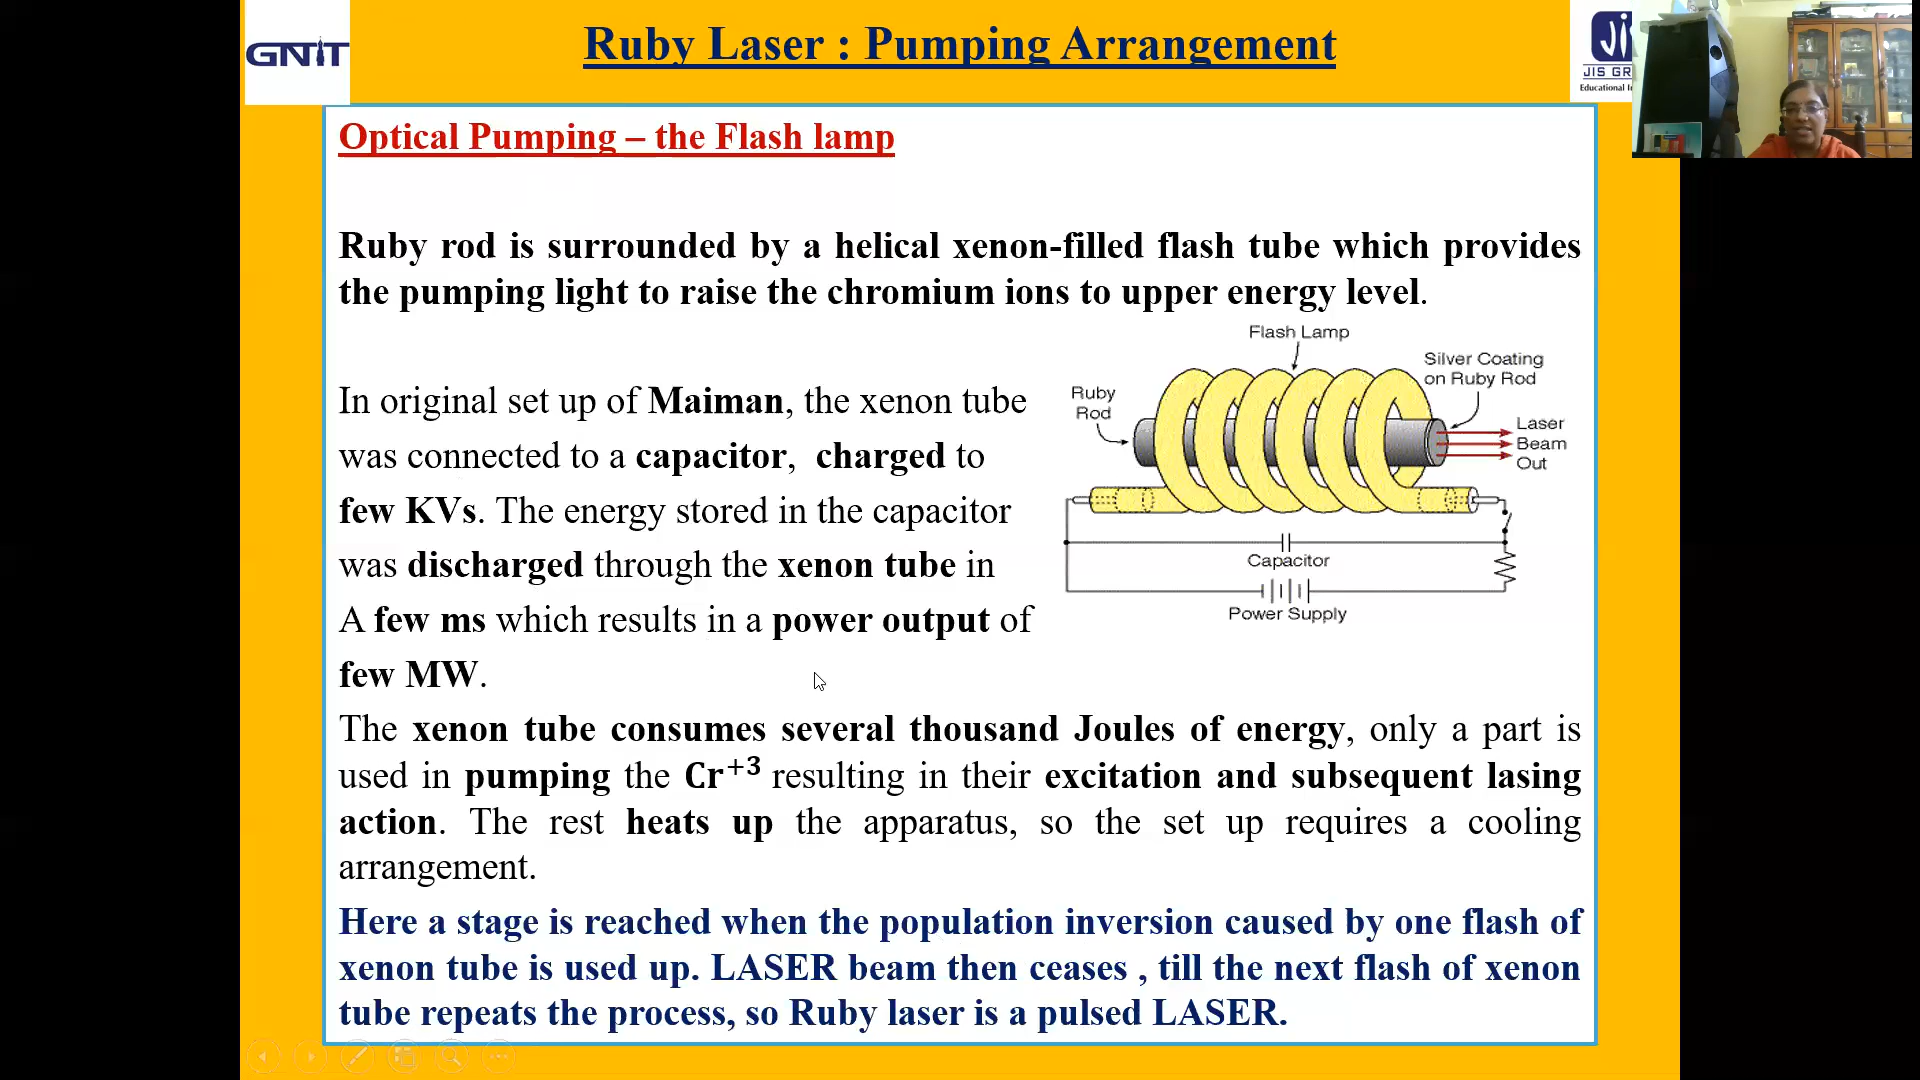 GNIT
Ruby Laser : Pumping Arrangement
JIS GR
Educational
Optical Pumping – the Flash lamp
Ruby rod is surrounded by a helical xenon-filled flash tube which provides
the pumping light to raise the chromium ions to upper energy level.
Flash Lamp
Silver Coating
on Ruby Rod
Ruby
Rod
Laser
Beam
Out
Capacitor
Power Supply
In original set up of Maiman, the xenon tube
was connected to a capacitor, charged to
few KVs. The energy stored in the capacitor
was discharged through the xenon tube in
A few ms which results in a power output of
few MW.
The xenon tube consumes several thousand Joules of energy, only a part is
used in pumping the Cr⁺³ resulting in their excitation and subsequent lasing
action. The rest heats up the apparatus, so the set up requires a cooling
arrangement.
Here a stage is reached when the population inversion caused by one flash of
xenon tube is used up. LASER beam then ceases , till the next flash of xenon
tube repeats the process, so Ruby laser is a pulsed LASER.